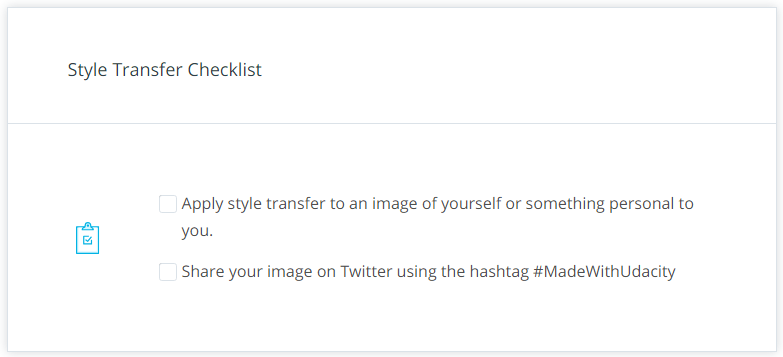 Style Transfer Checklist
Apply style transfer to an image of yourself or something personal to
you.
Share your image on Twitter using the hashtag #MadeWithUdacity